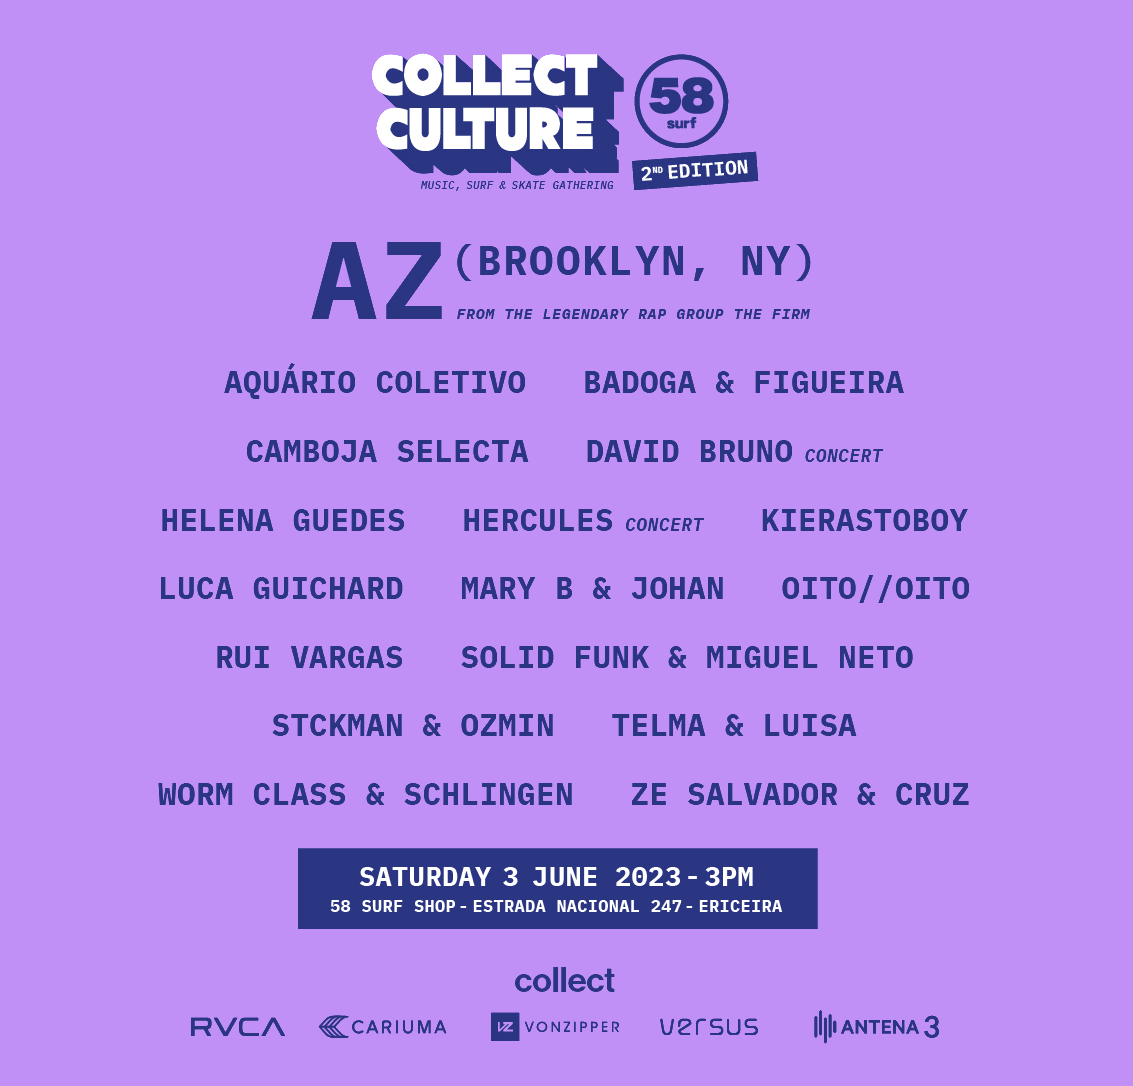 COLLECT
CULTURE
MUSIC, SURF & SKATE GATHERING
58
surf
2ND EDITION
AZ (BROOKLYN, NY)
FROM THE LEGENDARY RAP GROUP THE FIRM
AQUÁRIO COLETIVO BADOGA & FIGUEIRA
CAMBOJA SELECTA DAVID BRUNO CONCERT
HELENA GUEDES HERCULES CONCERT KIERASTOBOY
LUCA GUICHARD MARY B & JOHAN OITO//OITO
RUI VARGAS SOLID FUNK & MIGUEL NETO
STCKMAN & OZMIN TELMA & LUISA
WORM CLASS & SCHLINGEN ZE SALVADOR & CRUZ
SATURDAY 3 JUNE 2023 - 3PM
58 SURF SHOP - ESTRADA NACIONAL 247 - ERICEIRA
collect
RVCA CARIUMA VZ VONZIPPER versus ANTENA 3